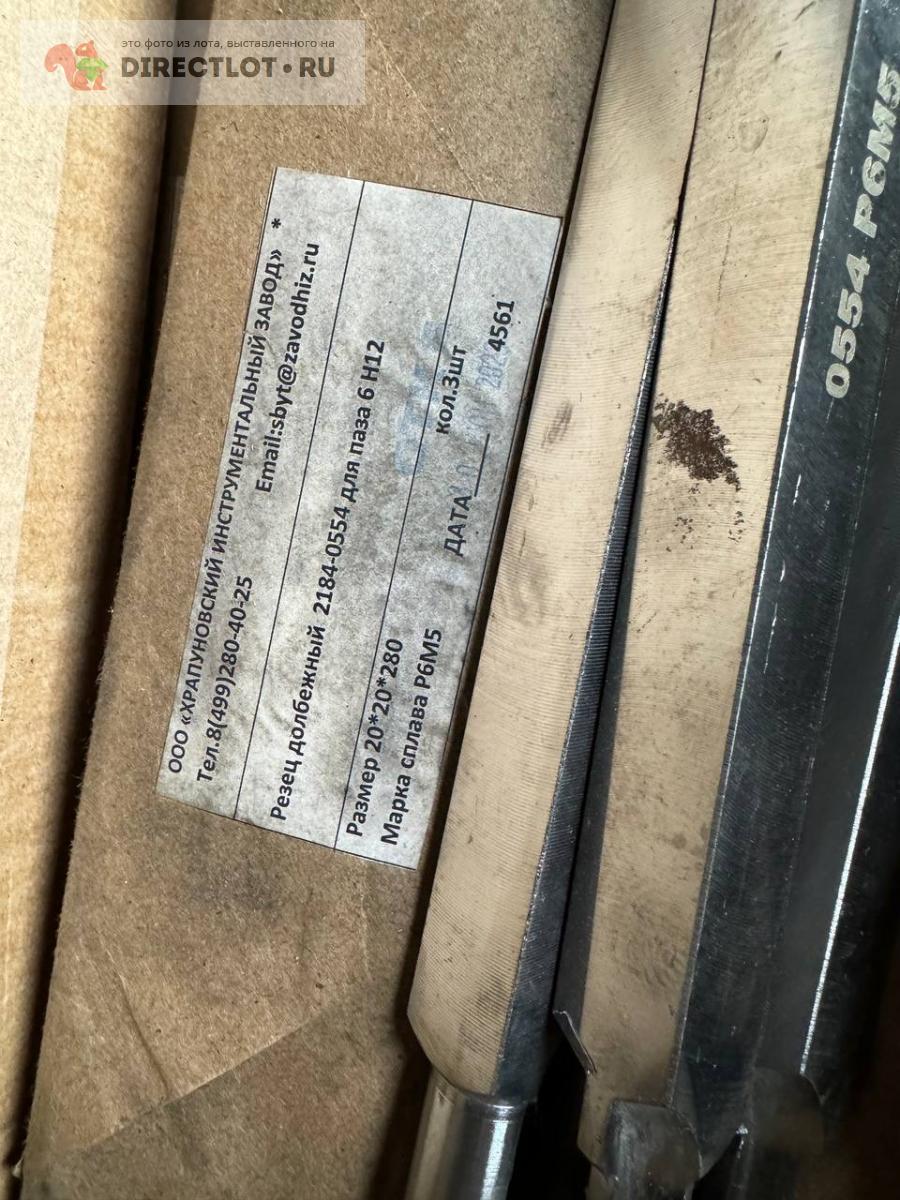 это фото из лота, выставленного на
DIRECTLOT.RU
ООО «ХРАПУНОВСКИЙ ИНСТРУМЕНТАЛЬНЫЙ ЗАВОД» *
Тел.8(499)280-40-25 Email:sbyt@zavodhiz.ru
Резец долбежный 2184-0554 для паза 6 Н12
Размер 20*20*280 кол.3шт
Марка сплава Р6М5 ДАТА 4561
0554 Р6М5